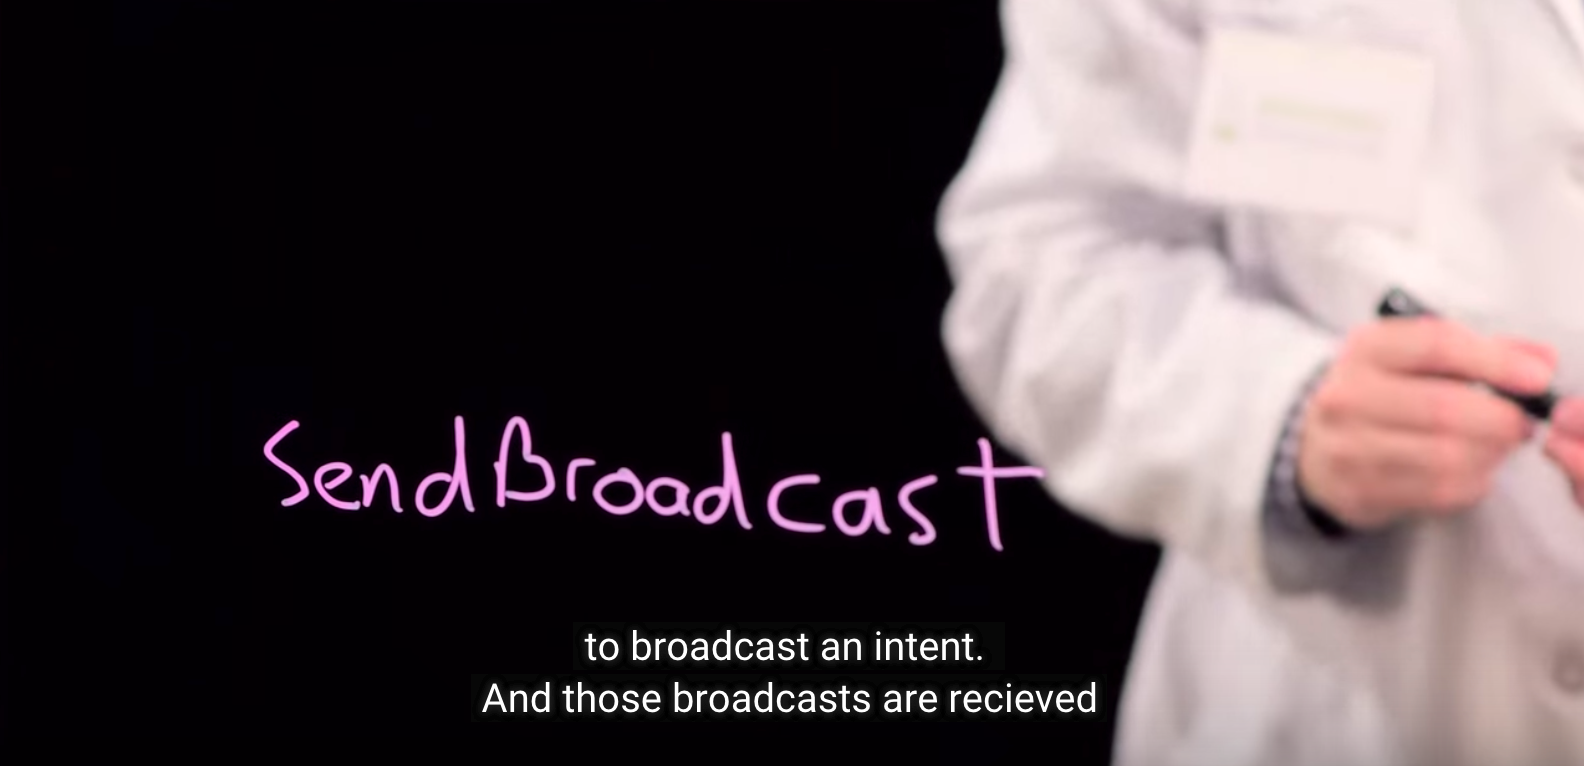 SendBroadcast
to broadcast an intent.
And those broadcasts are recieved